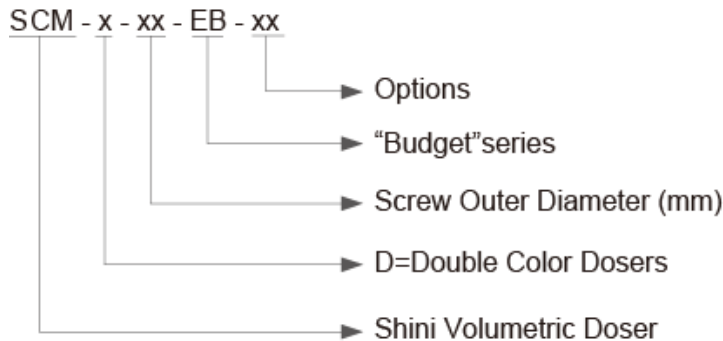 SCM - x - xx - EB - xx
Options
“Budget”series
Screw Outer Diameter (mm)
D=Double Color Dosers
Shini Volumetric Doser